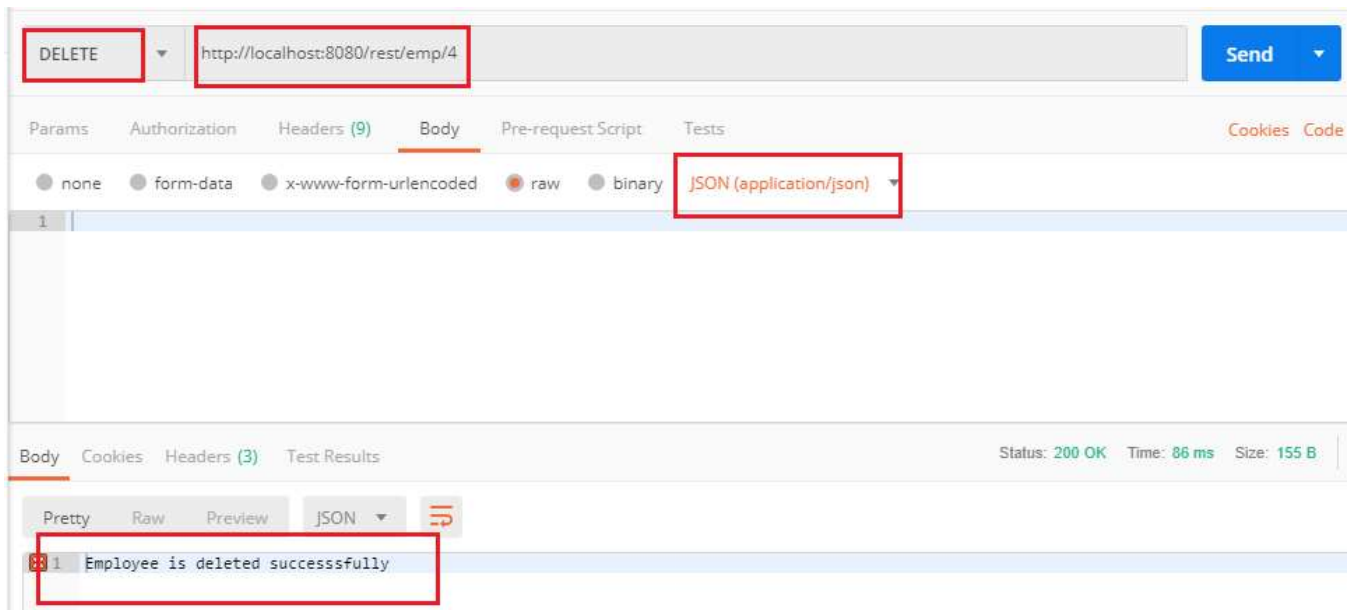 DELETE http://localhost:8080/rest/emp/4 Send
Params Authorization Headers (9) Body Pre-request Script Tests Cookies Code
none form-data x-www-form-urlencoded raw binary JSON (application/json)
1
Body Cookies Headers (3) Test Results Status: 200 OK Time: 86 ms Size: 155 B
Pretty Raw Preview JSON
1 Employee is deleted successsfully